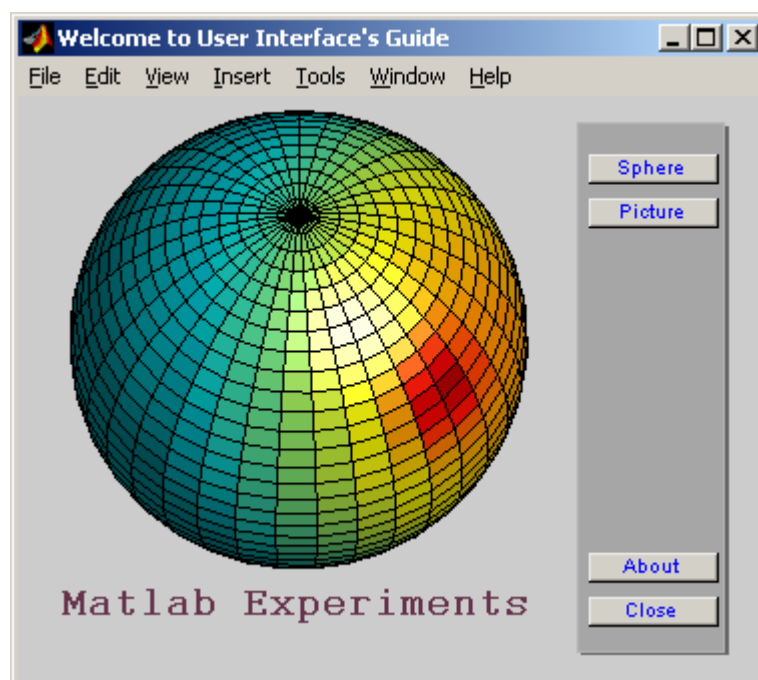 Welcome to User Interface's Guide
File Edit View Insert Tools Window Help
Sphere
Picture
About
Close
Matlab Experiments